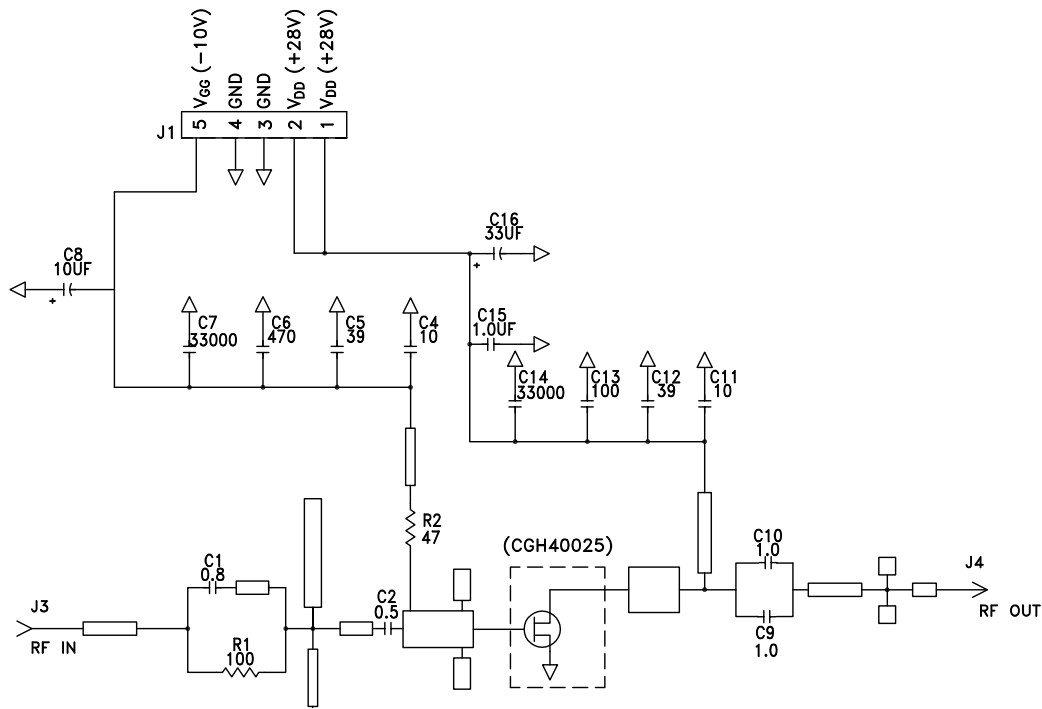 VGG (-10V)
GND
GND
VDD (+28V)
VDD (+28V)
J1
5
4
3
2
1
C16
33UF
+
C8
10UF
+
C7
33000
C6
470
C5
39
C4
10
C15
1.0UF
C14
33000
C13
100
C12
39
C11
10
R2
47
(CGH40025)
C10
1.0
C1
0.8
C2
0.5
J4
RF OUT
J3
RF IN
R1
100
C9
1.0